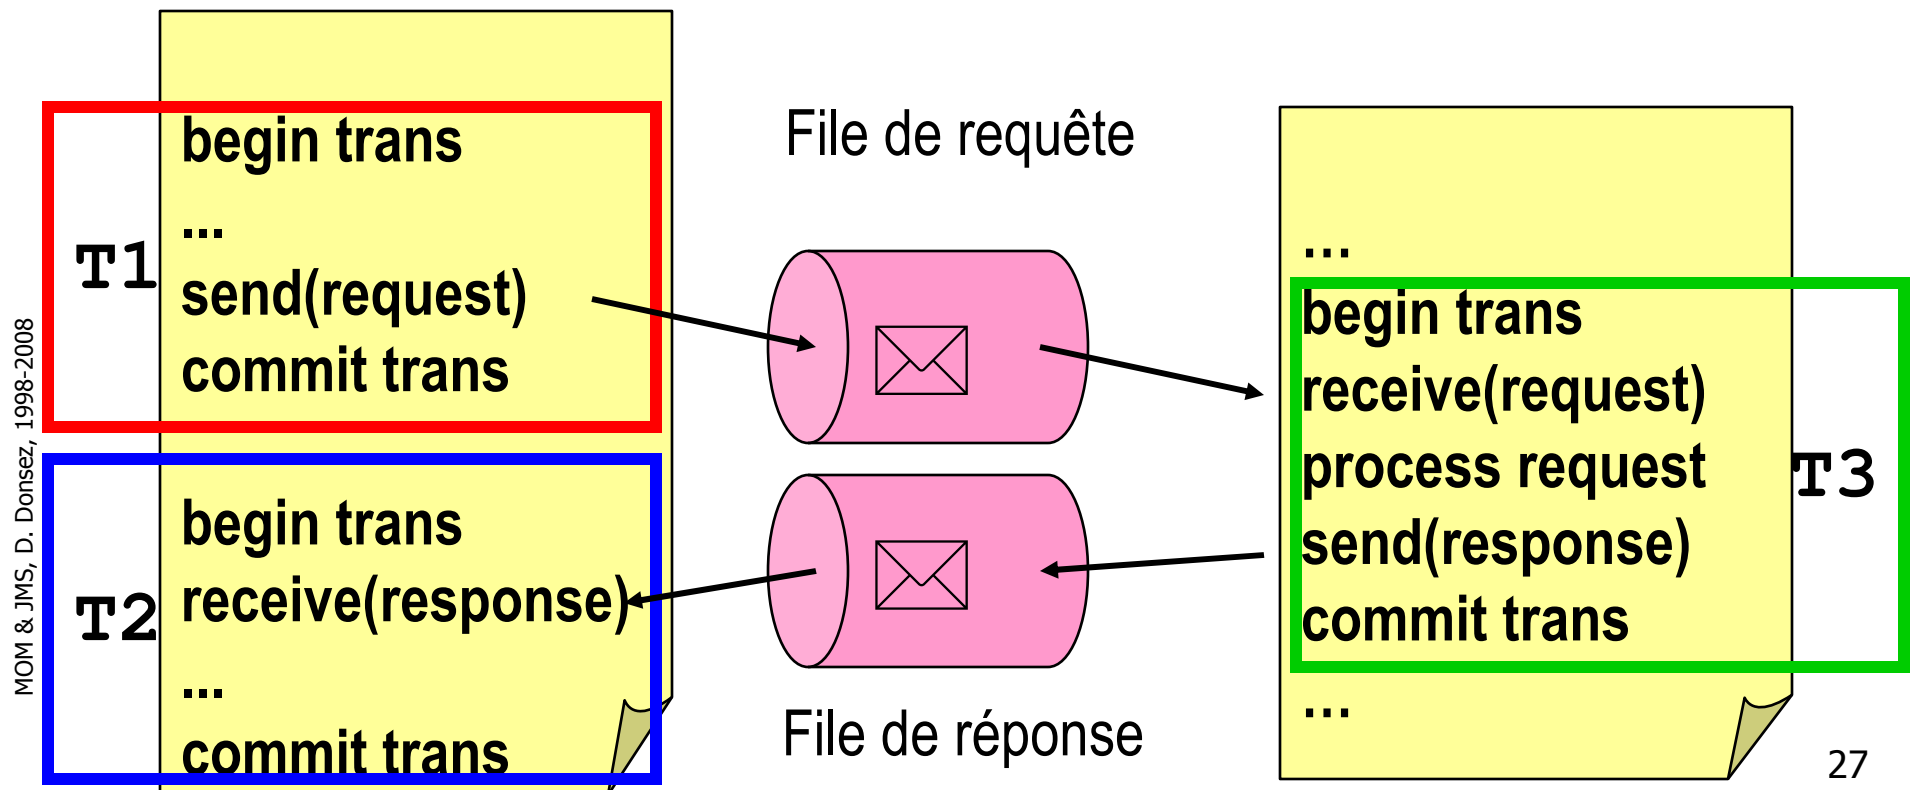 begin trans
...
T1
send(request)
commit trans
begin trans
receive(response)
T2
...
commit trans
File de requête
File de réponse
...
begin trans
receive(request)
process request
T3
send(response)
commit trans
...
MOM & JMS, D. Donsez, 1998-2008
27